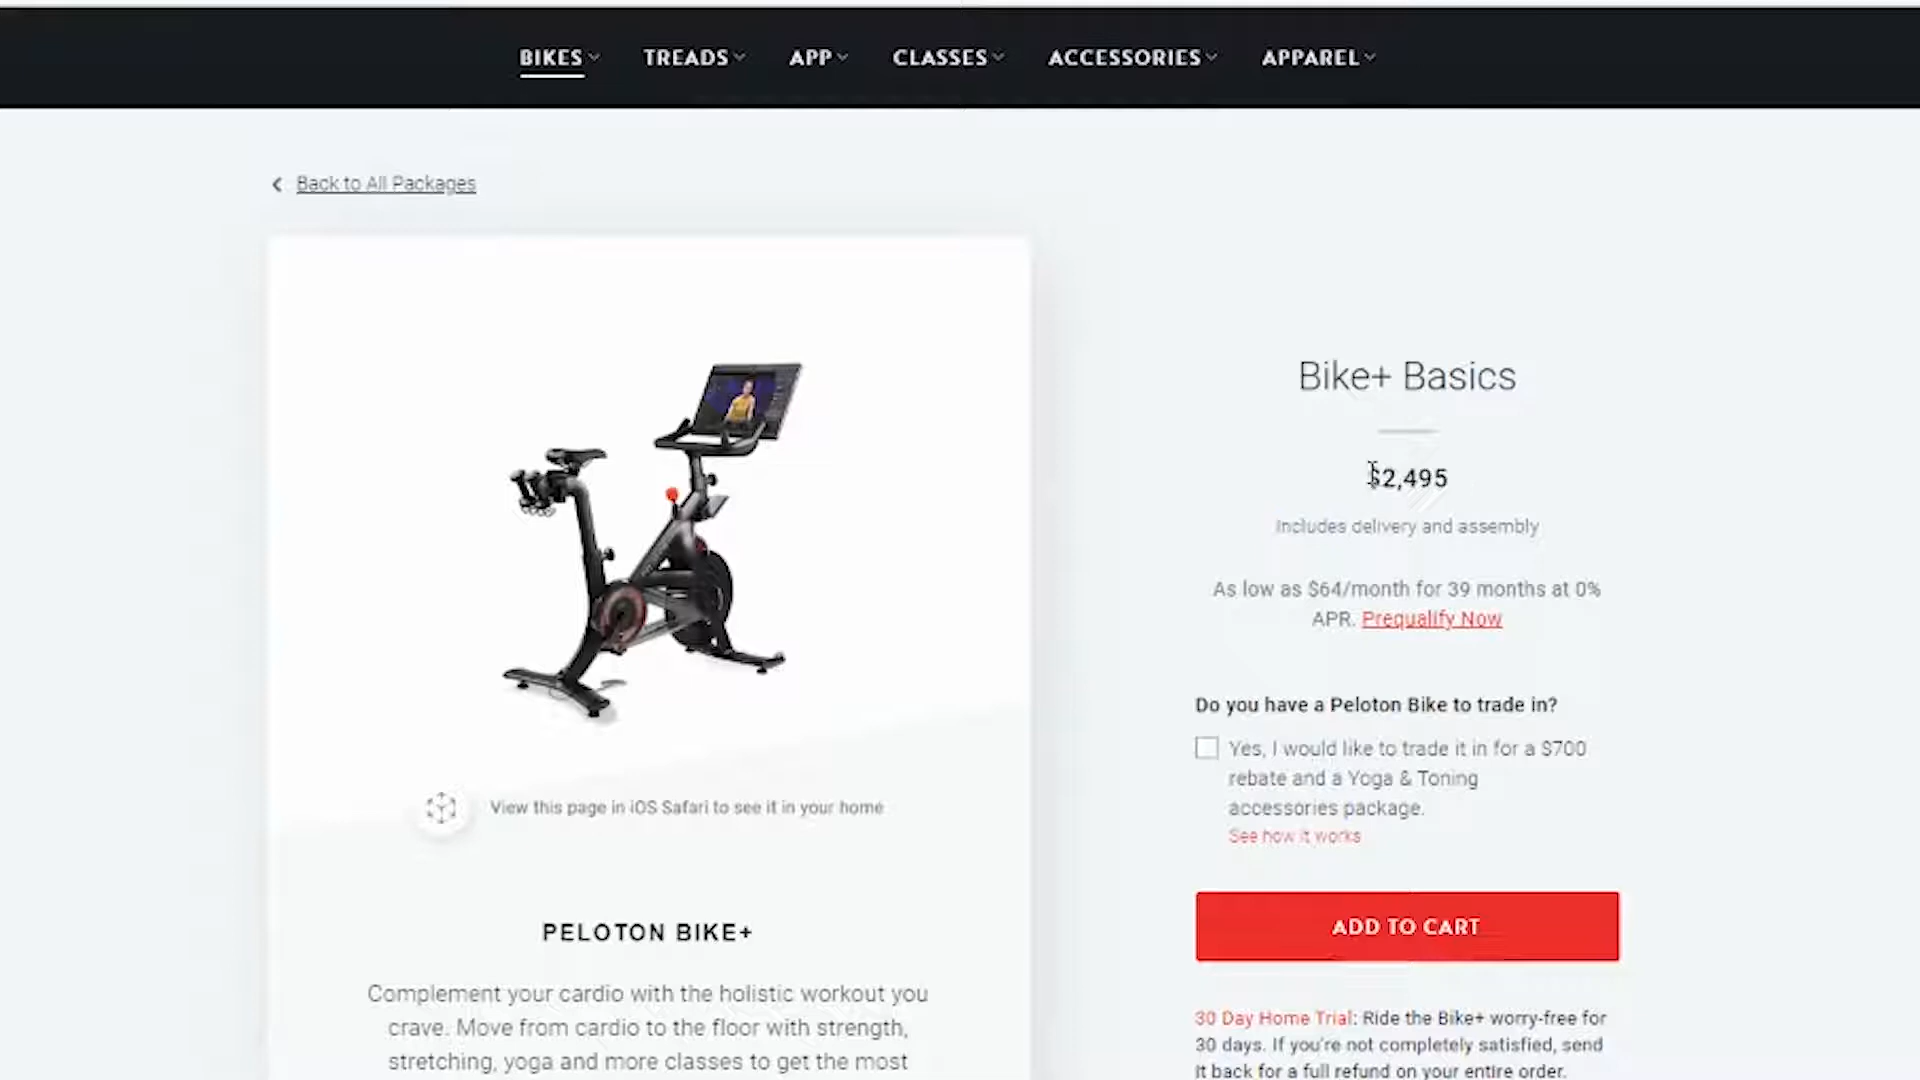 BIKES TREADS APP CLASSES ACCESSORIES APPAREL
Back to All Packages
Bike+ Basics
$2,495
Includes delivery and assembly
As low as $64/month for 39 months at 0%
APR. Prequalify Now
Do you have a Peloton Bike to trade in?
Yes, I would like to trade it in for a $700
rebate and a Yoga & Toning
accessories package.
See how it works
ADD TO CART
30 Day Home Trial: Ride the Bike+ worry-free for
30 days. If you're not completely satisfied, send
it back for a full refund on your entire order.
View this page in iOS Safari to see it in your home
PELOTON BIKE+
Complement your cardio with the holistic workout you
crave. Move from cardio to the floor with strength,
stretching, yoga and more classes to get the most